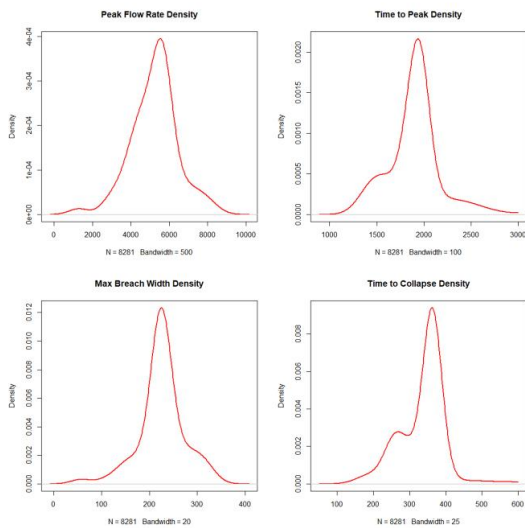 Peak Flow Rate Density
Density
0e+00 1e-04 2e-04 3e-04 4e-04
0 2000 4000 6000 8000 10000
N = 8281 Bandwidth = 500
Time to Peak Density
Density
0.0000 0.0005 0.0010 0.0015 0.0020
1000 1500 2000 2500 3000
N = 8281 Bandwidth = 100
Max Breach Width Density
Density
0.000 0.002 0.004 0.006 0.008 0.010 0.012
0 100 200 300 400
N = 8281 Bandwidth = 20
Time to Collapse Density
Density
0.000 0.002 0.004 0.006 0.008
100 200 300 400 500 600
N = 8281 Bandwidth = 25